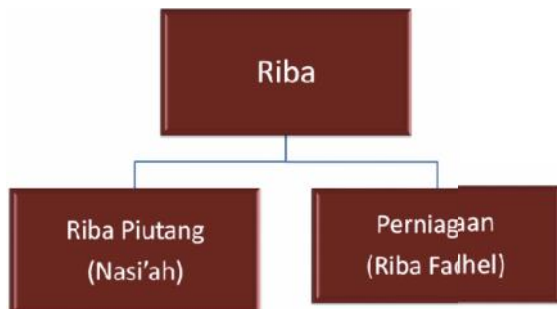 Riba
Riba Piutang
(Nasi'ah)
Perniagaan
(Riba Fadhel)